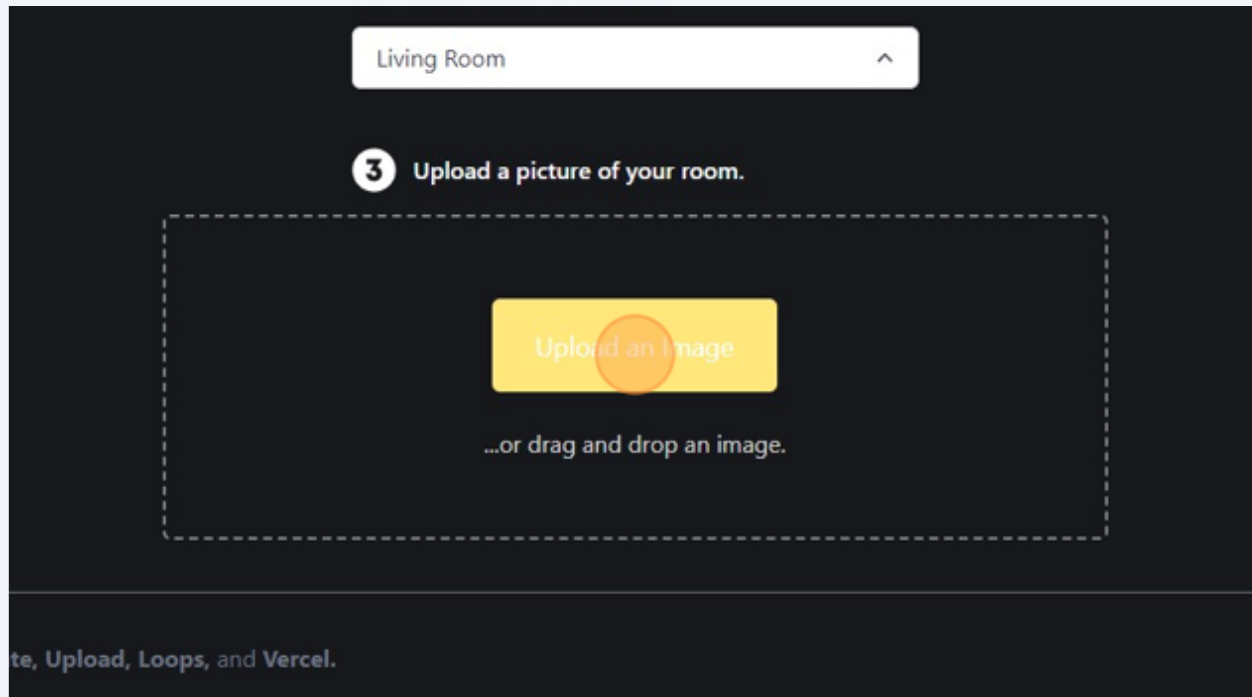 Living Room
3 Upload a picture of your room.
Upload an Image
...or drag and drop an image.
te, Upload, Loops, and Vercel.